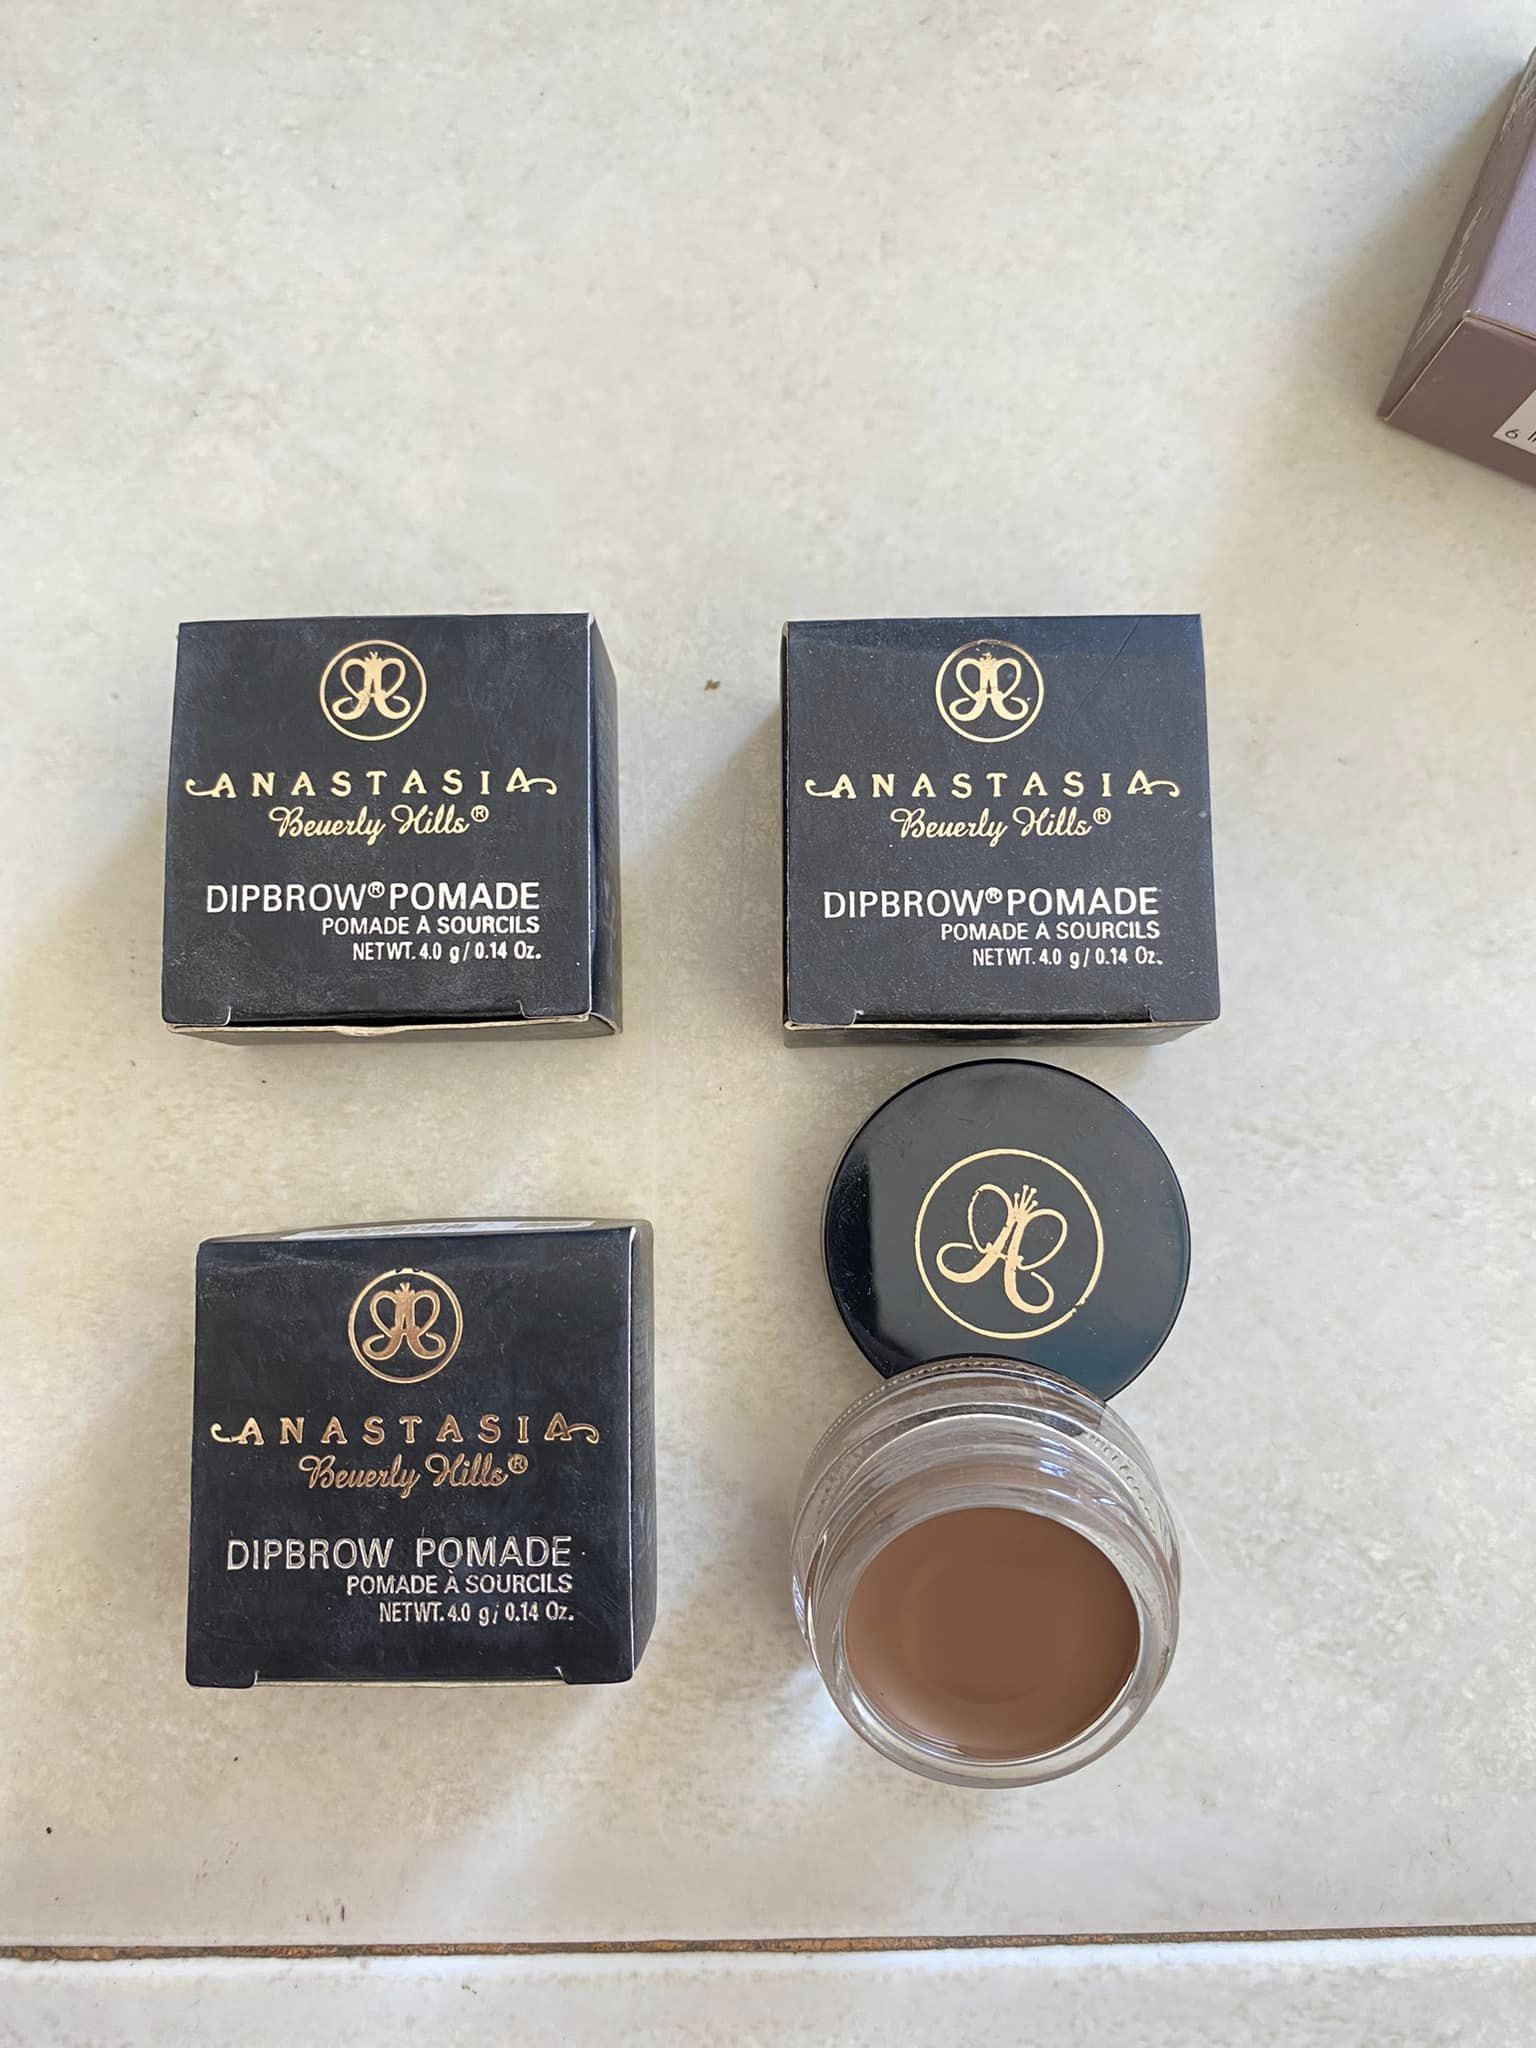 ANASTASIA
Beverly Hills®
DIPBROW® POMADE
POMADE À SOURCILS
NET WT. 4.0 g / 0.14 Oz.
ANASTASIA
Beverly Hills®
DIPBROW® POMADE
POMADE À SOURCILS
NET WT. 4.0 g / 0.14 Oz.
ANASTASIA
Beverly Hills®
DIPBROW POMADE
POMADE À SOURCILS
NET WT. 4.0 g / 0.14 Oz.
A